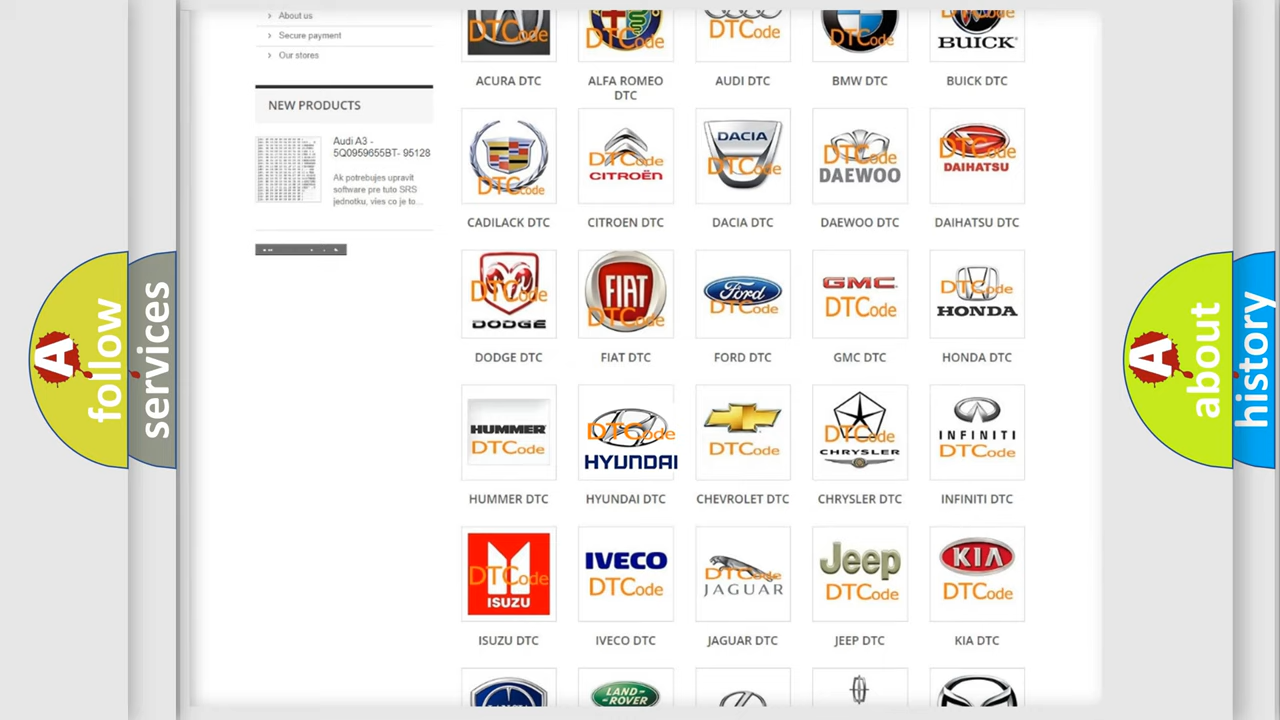 About us
Secure payment
Our stores
NEW PRODUCTS
Audi A3 -
5Q0959655BT- 95128
Ak potrebujes upravit
software pre tuto SRS
jednotku, vies co je to...
DTCode
DTCode
DTCode
DTCode
BUICK
ACURA DTC
ALFA ROMEO
DTC
AUDI DTC
BMW DTC
BUICK DTC
DTCode
DTCode
CITROËN
DACIA
DTCode
DTCode
DAEWOO
DTCode
DAIHATSU
CADILACK DTC
CITROEN DTC
DACIA DTC
DAEWOO DTC
DAIHATSU DTC
DTCode
DODGE
FIAT
DTCode
Ford
DTCode
GMC
DTCode
DTCode
HONDA
DODGE DTC
FIAT DTC
FORD DTC
GMC DTC
HONDA DTC
HUMMER
DTCode
DTCode
HYUNDAI
DTCode
DTCode
CHRYSLER
INFINITI
DTCode
HUMMER DTC
HYUNDAI DTC
CHEVROLET DTC
CHRYSLER DTC
INFINITI DTC
DTCode
ISUZU
IVECO
DTCode
DTCode
JAGUAR
Jeep
DTCode
KIA
DTCode
ISUZU DTC
IVECO DTC
JAGUAR DTC
JEEP DTC
KIA DTC
LAND-
ROVER
A
follow
services
A
about
history